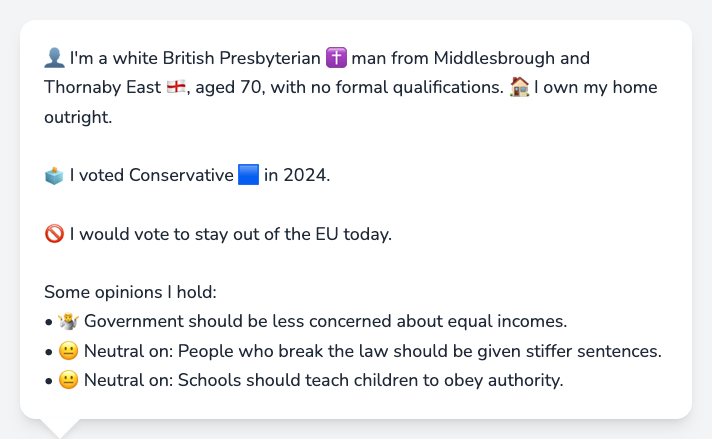 👤 I'm a white British Presbyterian ✝️ man from Middlesbrough and
Thornaby East 🏴󠁧󠁢󠁥󠁮󠁧󠁿, aged 70, with no formal qualifications. 🏠 I own my home
outright.
🗳️ I voted Conservative 🟦 in 2024.
🚫 I would vote to stay out of the EU today.
Some opinions I hold:
• 🤷 Government should be less concerned about equal incomes.
• 😐 Neutral on: People who break the law should be given stiffer sentences.
• 😐 Neutral on: Schools should teach children to obey authority.